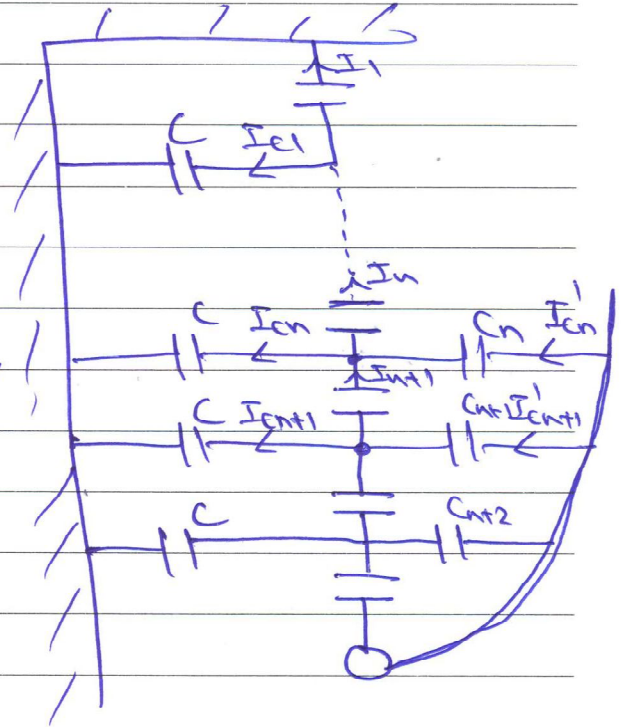 I1
C Ic1
In
C Icn Cn I'cn
In+1
C Icn+1 Cn+1 I'cn+1
C Cn+2